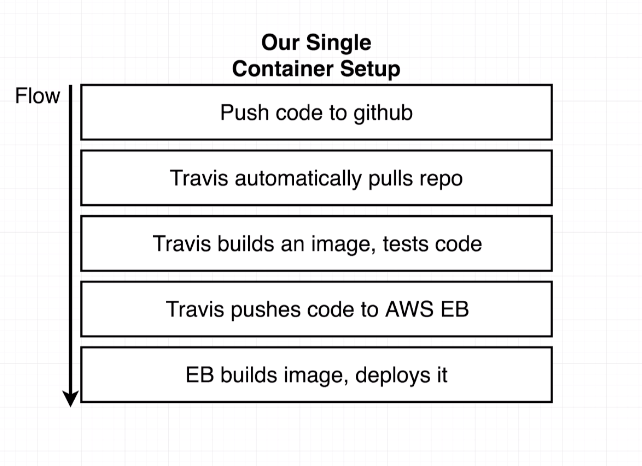 Our Single
Container Setup
Flow
Push code to github
Travis automatically pulls repo
Travis builds an image, tests code
Travis pushes code to AWS EB
EB builds image, deploys it